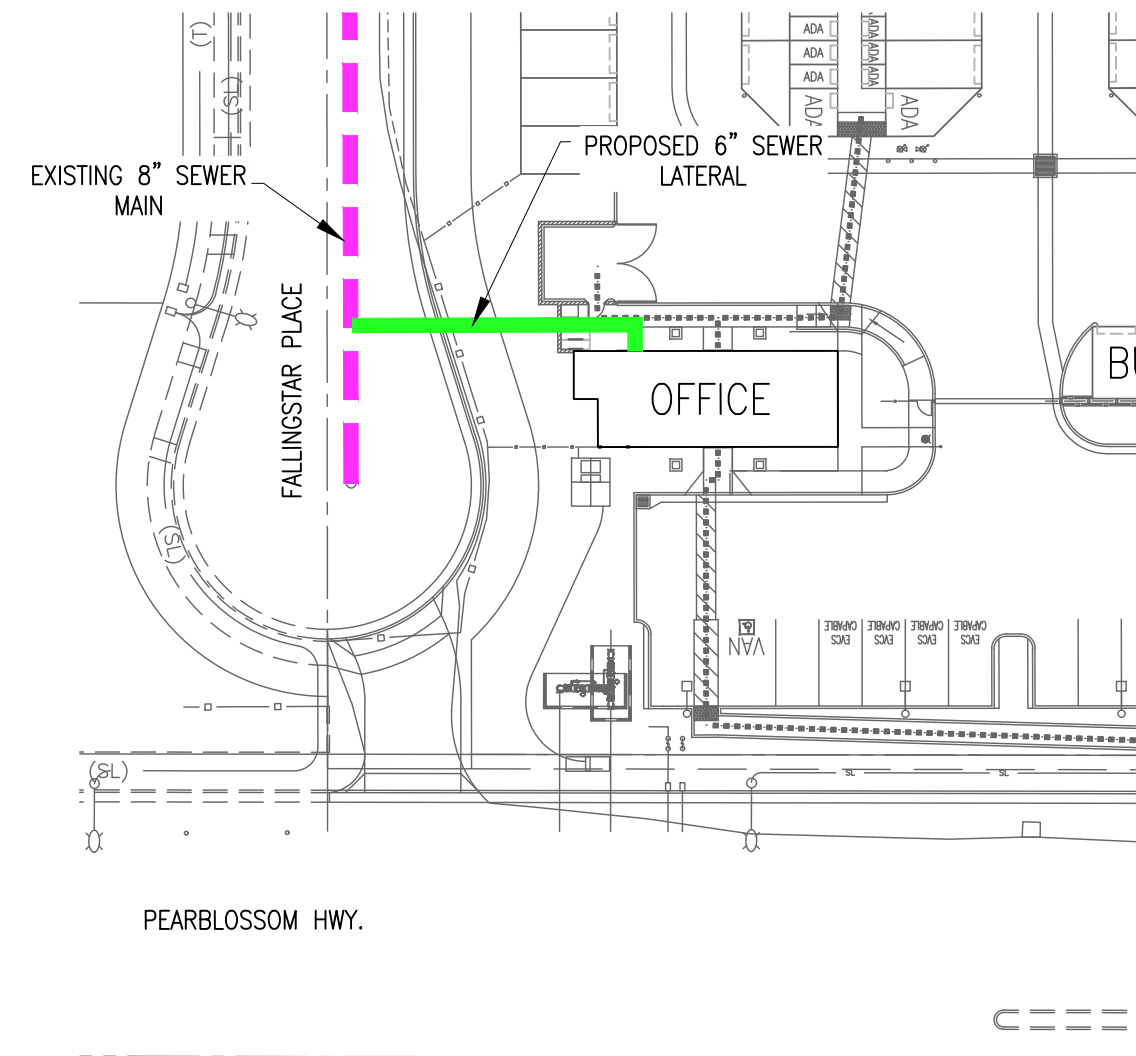 (T)
(SL)
ADA
ADA
ADA
ADA
ADA
ADA
ADA
ADA
PROPOSED 6” SEWER
LATERAL
EXISTING 8” SEWER
MAIN
FALLINGSTAR PLACE
OFFICE
BU
(SL)
VAN
EVCS
CAPABLE
EVCS
CAPABLE
EVCS
CAPABLE
EVCS
CAPABLE
(SL)
SL
SL
PEARBLOSSOM HWY.